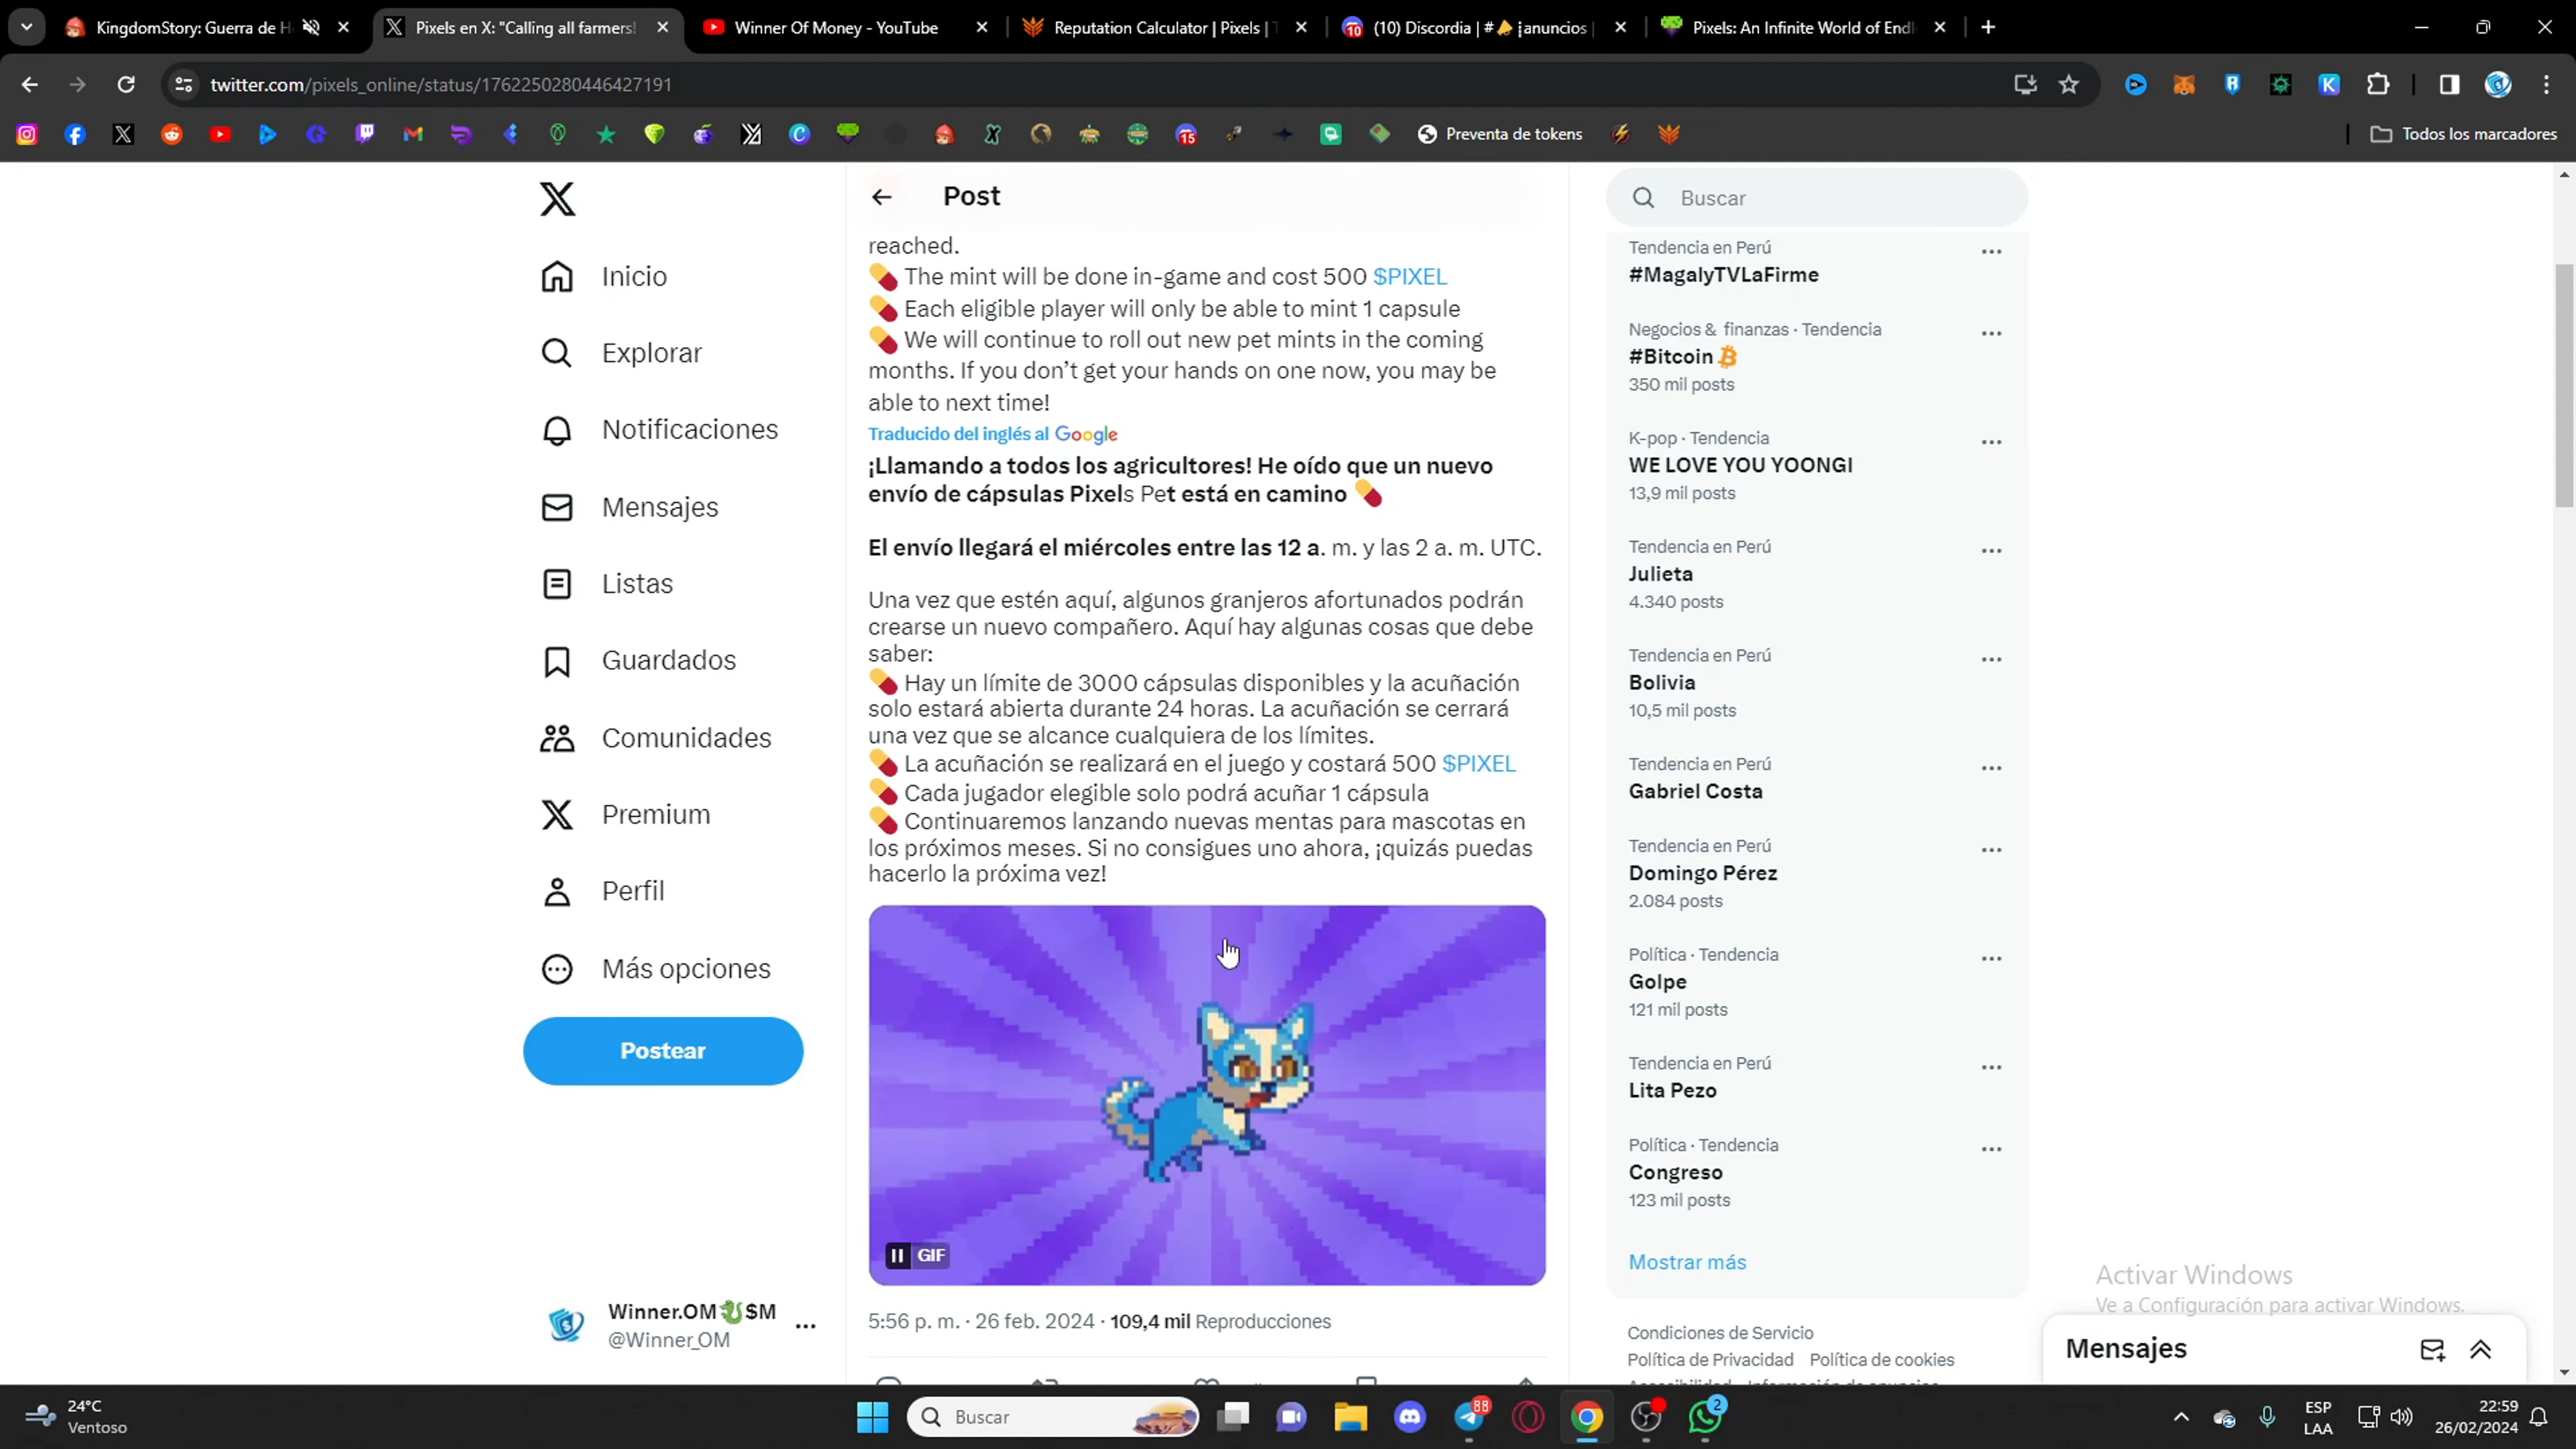 KingdomStory: Guerra de H
Pixels en X: "Calling all farmers!
Winner Of Money - YouTube
Reputation Calculator | Pixels | T
(10) Discordia | # ¡anuncios |
Pixels: An Infinite World of Endl
twitter.com/pixels_online/status/1762250280446427191
15
Preventa de tokens
Todos los marcadores
Inicio
Explorar
Notificaciones
Mensajes
Listas
Guardados
Comunidades
Premium
Perfil
Más opciones
Postear
Winner.OM🐉$M
@Winner_OM
Post
reached.
💊 The mint will be done in-game and cost 500 $PIXEL
💊 Each eligible player will only be able to mint 1 capsule
💊 We will continue to roll out new pet mints in the coming
months. If you don’t get your hands on one now, you may be
able to next time!
Traducido del inglés al Google
¡Llamando a todos los agricultores! He oído que un nuevo
envío de cápsulas Pixels Pet está en camino 💊
El envío llegará el miércoles entre las 12 a. m. y las 2 a. m. UTC.
Una vez que estén aquí, algunos granjeros afortunados podrán
crearse un nuevo compañero. Aquí hay algunas cosas que debe
saber:
💊 Hay un límite de 3000 cápsulas disponibles y la acuñación
solo estará abierta durante 24 horas. La acuñación se cerrará
una vez que se alcance cualquiera de los límites.
💊 La acuñación se realizará en el juego y costará 500 $PIXEL
💊 Cada jugador elegible solo podrá acuñar 1 cápsula
💊 Continuaremos lanzando nuevas mentas para mascotas en
los próximos meses. Si no consigues uno ahora, ¡quizás puedas
hacerlo la próxima vez!
GIF
5:56 p. m. · 26 feb. 2024 · 109,4 mil Reproducciones
Buscar
Tendencia en Perú
#MagalyTVLaFirme
Negocios & finanzas · Tendencia
#Bitcoin
350 mil posts
K-pop · Tendencia
WE LOVE YOU YOONGI
13,9 mil posts
Tendencia en Perú
Julieta
4.340 posts
Tendencia en Perú
Bolivia
10,5 mil posts
Tendencia en Perú
Gabriel Costa
Tendencia en Perú
Domingo Pérez
2.084 posts
Política · Tendencia
Golpe
121 mil posts
Tendencia en Perú
Lita Pezo
Política · Tendencia
Congreso
123 mil posts
Mostrar más
Condiciones de Servicio
Política de Privacidad Política de cookies
Activar Windows
Ve a Configuración para activar Windows.
Mensajes
24°C
Ventoso
Buscar
88
2
ESP
LAA
22:59
26/02/2024